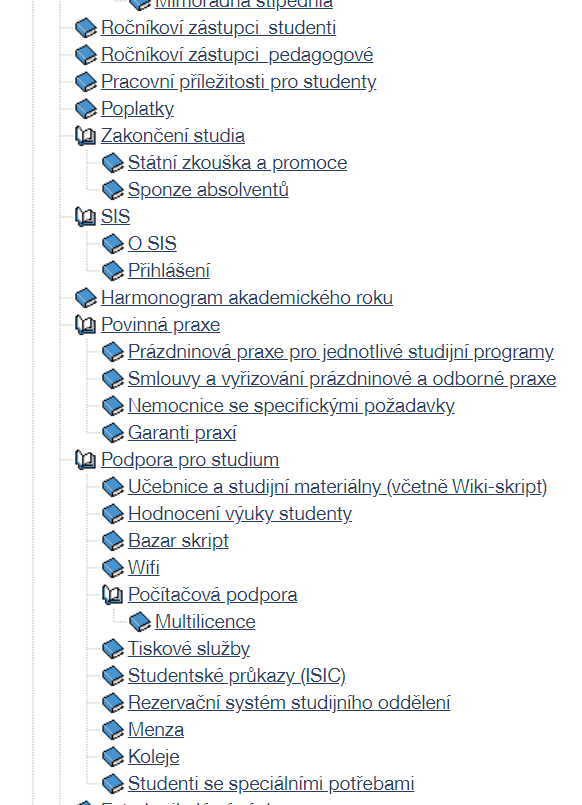 Mimořádná stipendia
Ročníkoví zástupci studenti
Ročníkoví zástupci pedagogové
Pracovní příležitosti pro studenty
Poplatky
Zakončení studia
Státní zkouška a promoce
Sponze absolventů
SIS
O SIS
Přihlášení
Harmonogram akademického roku
Povinná praxe
Prázdninová praxe pro jednotlivé studijní programy
Smlouvy a vyřizování prázdninové a odborné praxe
Nemocnice se specifickými požadavky
Garanti praxí
Podpora pro studium
Učebnice a studijní materiálny (včetně Wiki-skript)
Hodnocení výuky studenty
Bazar skript
Wifi
Počítačová podpora
Multilicence
Tiskové služby
Studentské průkazy (ISIC)
Rezervační systém studijního oddělení
Menza
Koleje
Studenti se speciálními potřebami